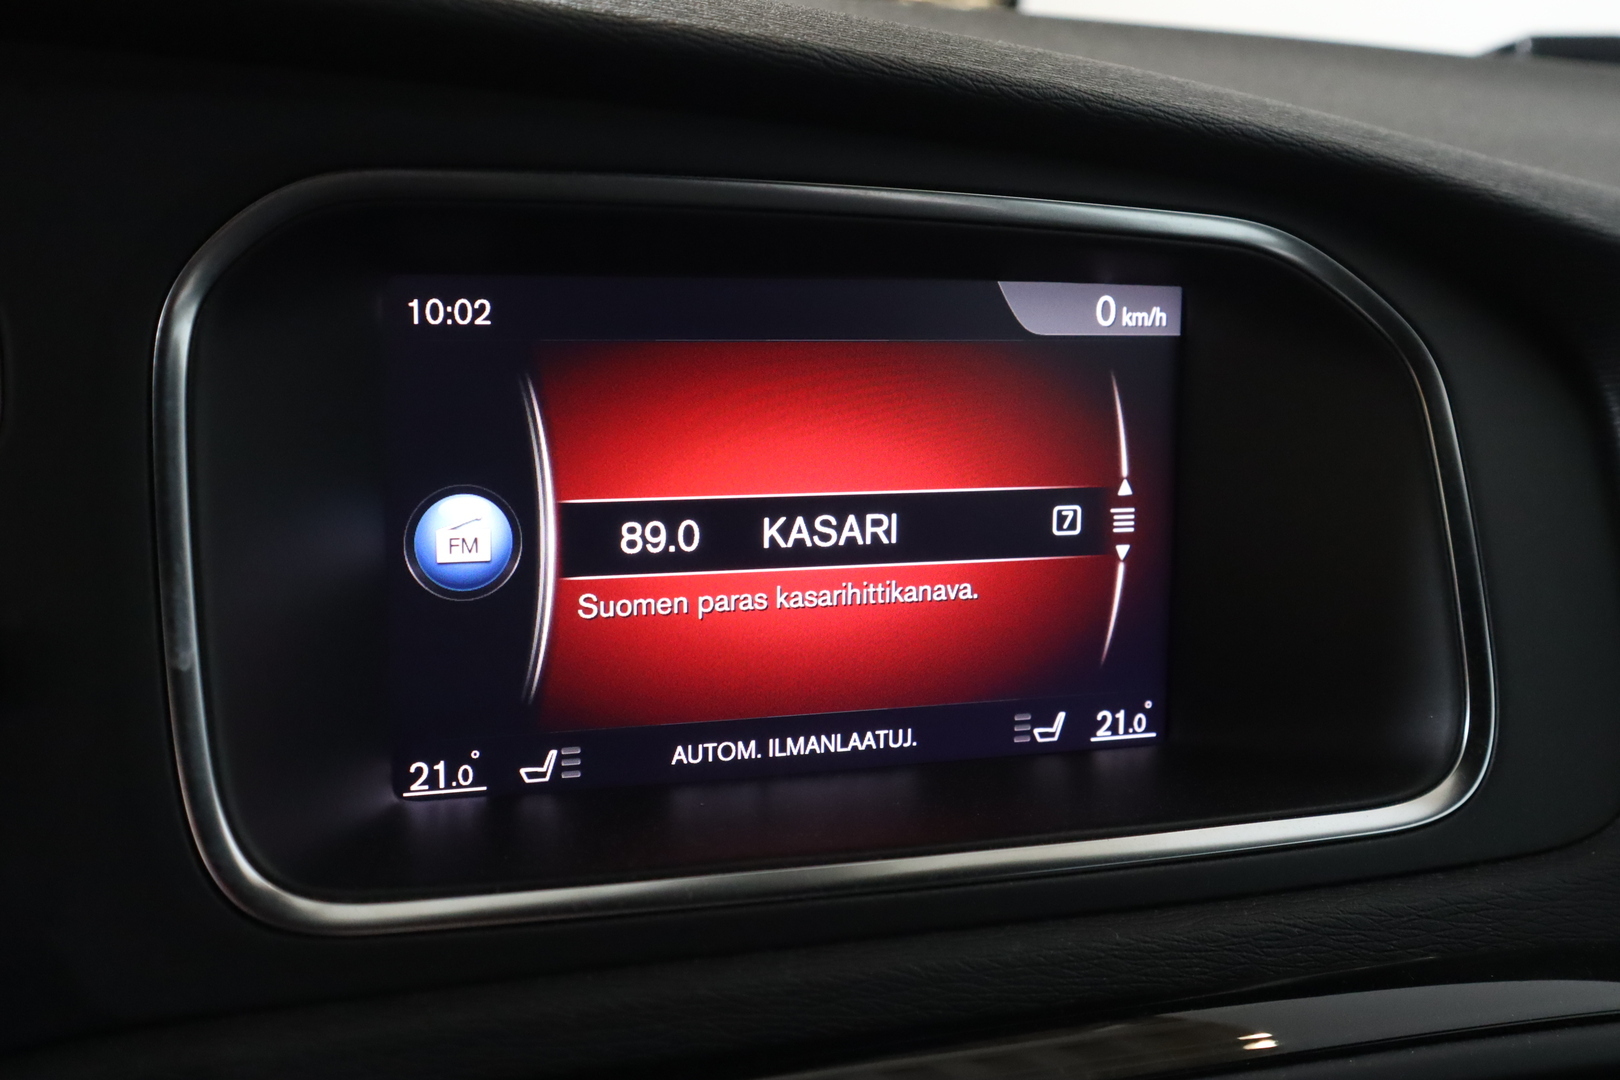 10:02
0 km/h
FM
89.0 KASARI 7
Suomen paras kasarihittikanava.
21.0° AUTOM. ILMANLAATUJ. 21.0°